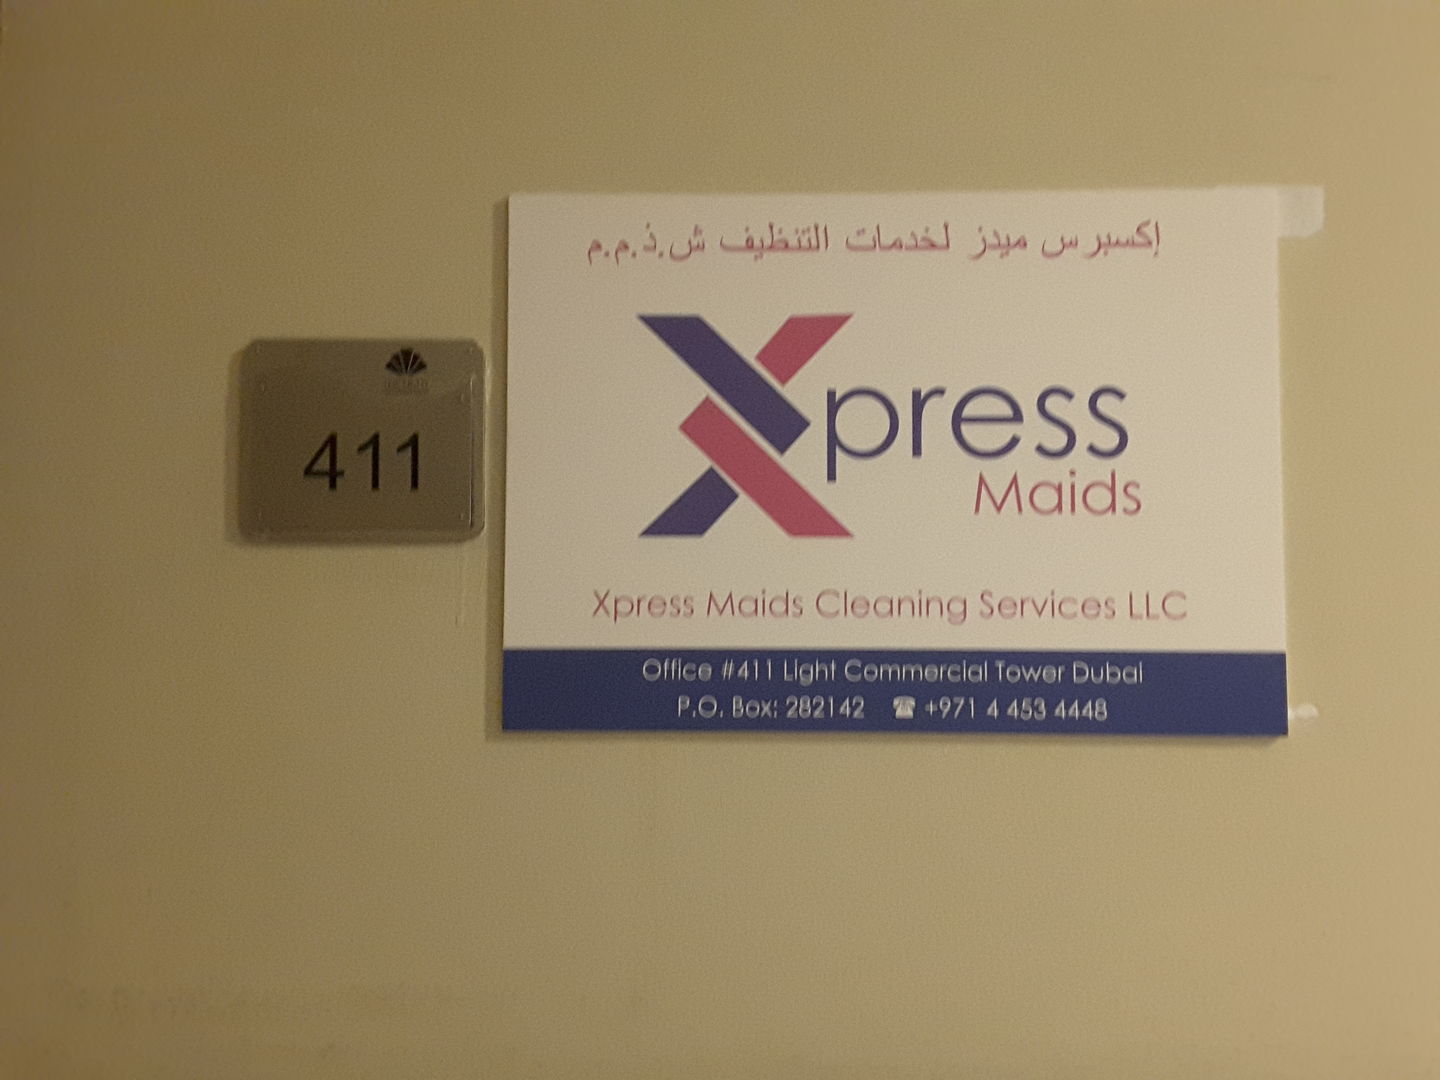 411
إكسبرس ميدز لخدمات التنظيف ش.ذ.م.م
Xpress
Maids
Xpress Maids Cleaning Services LLC
Office #411 Light Commercial Tower Dubai
P.O. Box: 282142 ☎ +971 4 453 4448